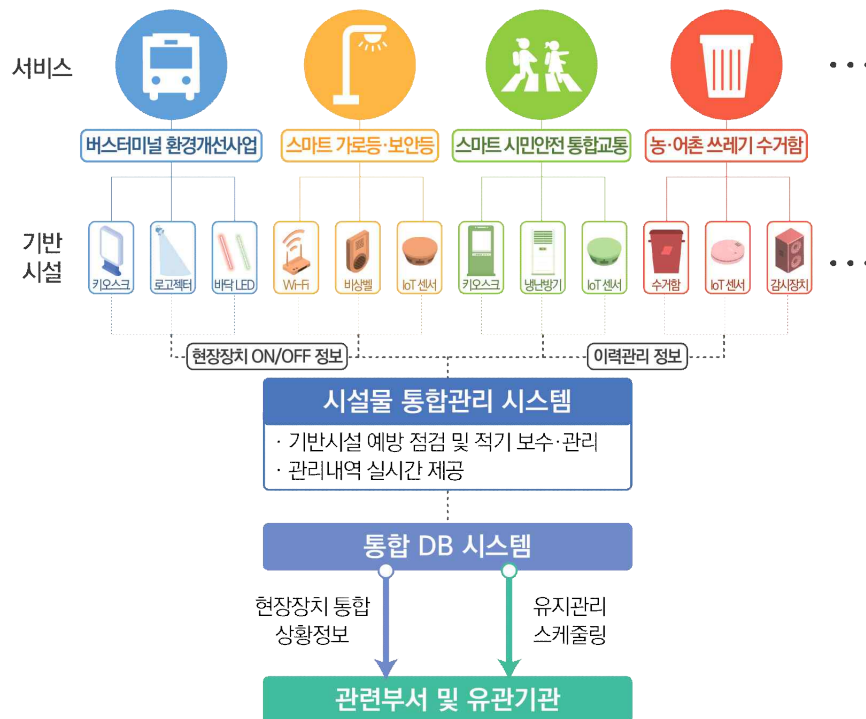 서비스
버스터미널 환경개선사업
스마트 가로등·보안등
스마트 시민안전 통합교통
농·어촌 쓰레기 수거함
기반
시설
키오스크
로고젝터
바닥 LED
Wi-Fi
비상벨
IoT 센서
키오스크
냉난방기
IoT 센서
수거함
IoT 센서
감시장치
현장장치 ON/OFF 정보
이력관리 정보
시설물 통합관리 시스템
· 기반시설 예방 점검 및 적기 보수·관리
· 관리내역 실시간 제공
통합 DB 시스템
현장장치 통합
상황정보
유지관리
스케줄링
관련부서 및 유관기관